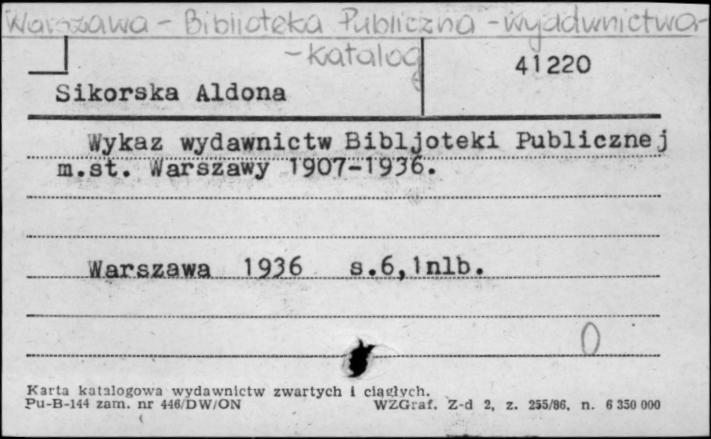 Warszawa - Biblioteka Publiczna - wydawnictwa -
- katalog
41220
Sikorska Aldona
Wykaz wydawnictw Bibljoteki Publicznej
m.st. Warszawy 1907-1936.
Warszawa 1936 s.6,1nlb.
0
Karta katalogowa wydawnictw zwartych i ciągłych.
Pu-B-144 zam. nr 446/DW/ON WZGraf. Z-d 2, z. 255/86, n. 6 350 000